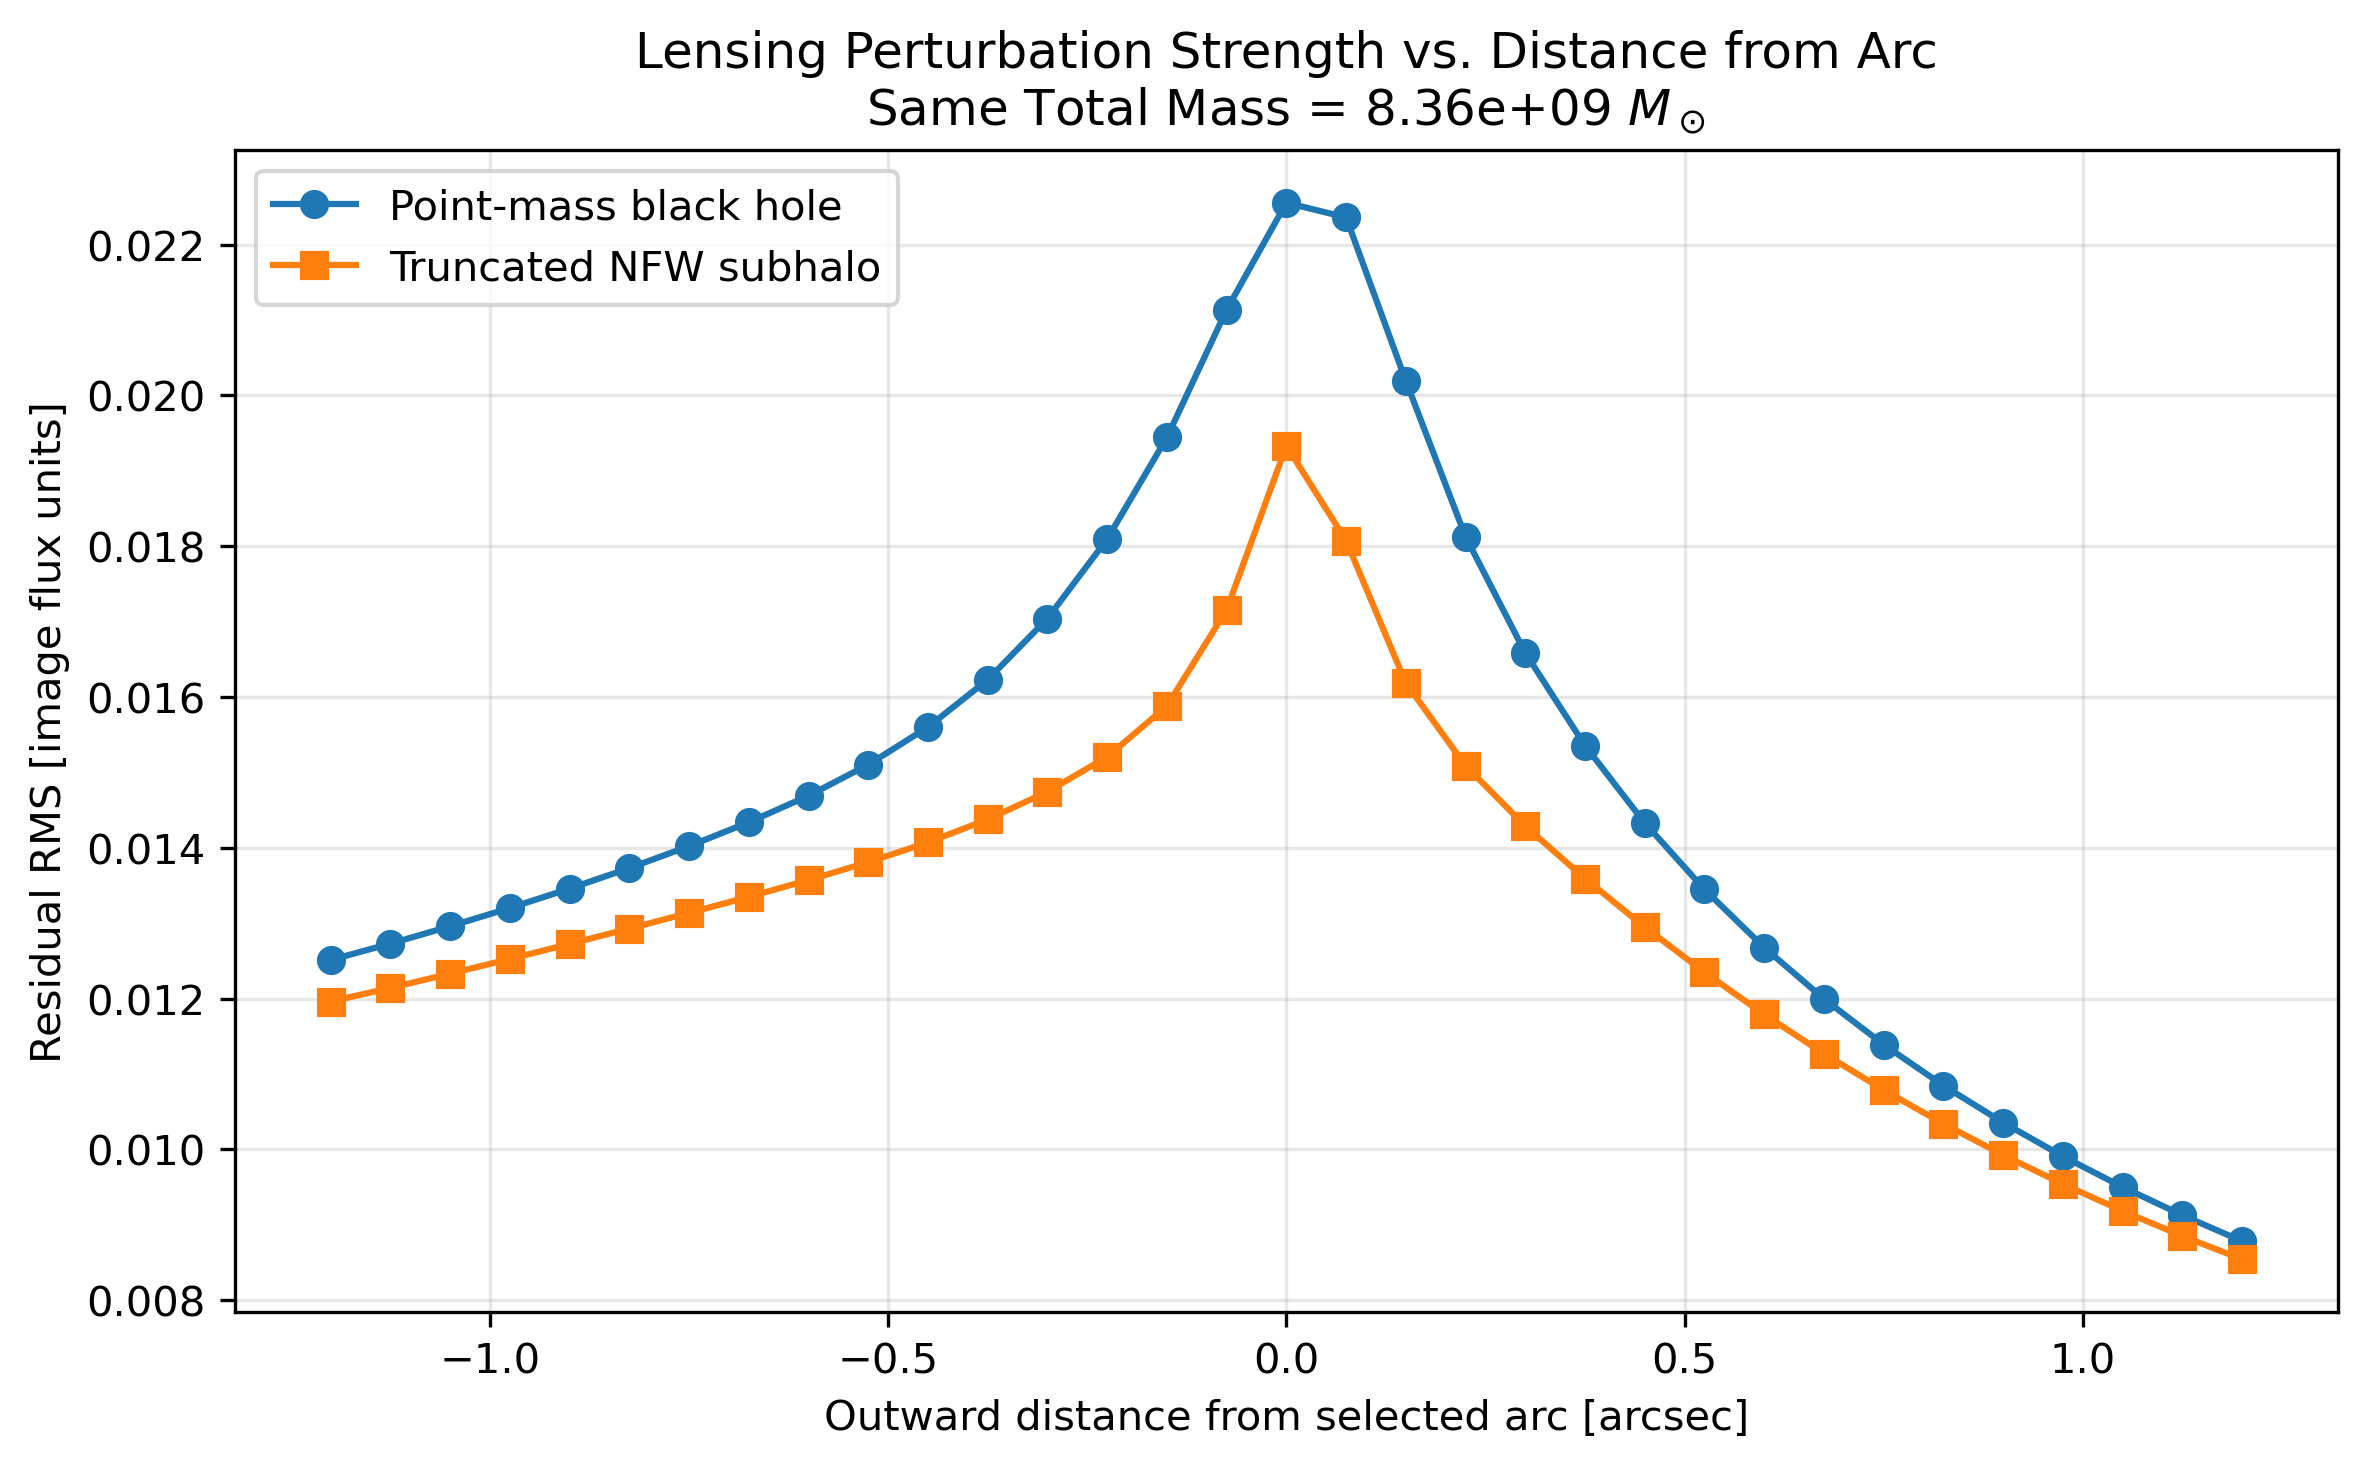 Lensing Perturbation Strength vs. Distance from Arc
Same Total Mass = 8.36e+09 M⊙
Point-mass black hole
Truncated NFW subhalo
Residual RMS [image flux units]
0.022
0.020
0.018
0.016
0.014
0.012
0.010
0.008
−1.0 −0.5 0.0 0.5 1.0
Outward distance from selected arc [arcsec]